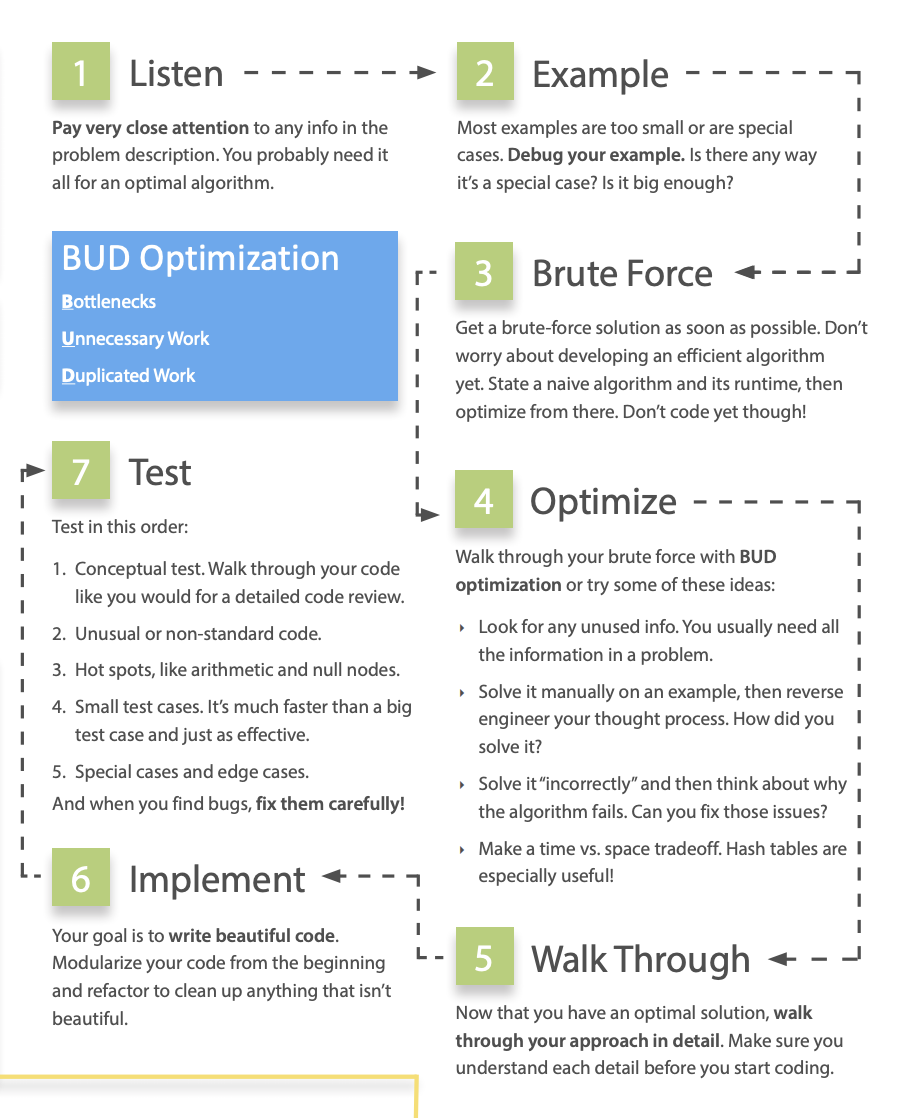 1 Listen
Pay very close attention to any info in the
problem description. You probably need it
all for an optimal algorithm.
2 Example
Most examples are too small or are special
cases. Debug your example. Is there any way
it’s a special case? Is it big enough?
BUD Optimization
Bottlenecks
Unnecessary Work
Duplicated Work
3 Brute Force
Get a brute-force solution as soon as possible. Don’t
worry about developing an efficient algorithm
yet. State a naive algorithm and its runtime, then
optimize from there. Don’t code yet though!
4 Optimize
Walk through your brute force with BUD
optimization or try some of these ideas:
‣ Look for any unused info. You usually need all
the information in a problem.
‣ Solve it manually on an example, then reverse
engineer your thought process. How did you
solve it?
‣ Solve it “incorrectly” and then think about why
the algorithm fails. Can you fix those issues?
‣ Make a time vs. space tradeoff. Hash tables are
especially useful!
5 Walk Through
Now that you have an optimal solution, walk
through your approach in detail. Make sure you
understand each detail before you start coding.
6 Implement
Your goal is to write beautiful code.
Modularize your code from the beginning
and refactor to clean up anything that isn’t
beautiful.
7 Test
Test in this order:
1. Conceptual test. Walk through your code
like you would for a detailed code review.
2. Unusual or non-standard code.
3. Hot spots, like arithmetic and null nodes.
4. Small test cases. It’s much faster than a big
test case and just as effective.
5. Special cases and edge cases.
And when you find bugs, fix them carefully!